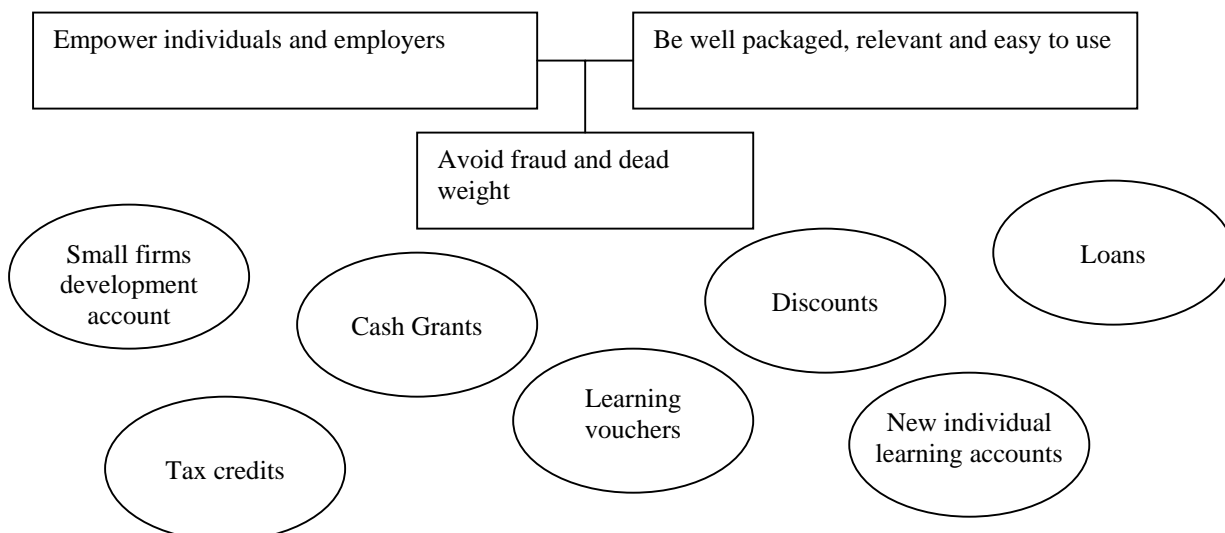 Empower individuals and employers
Be well packaged, relevant and easy to use
Avoid fraud and dead
weight
Small firms
development
account
Cash Grants
Discounts
Loans
Tax credits
Learning
vouchers
New individual
learning accounts